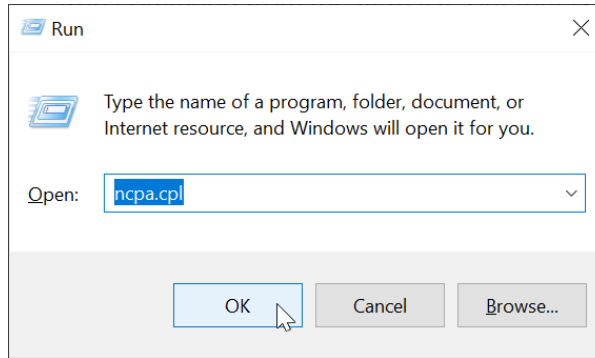 Run
Type the name of a program, folder, document, or
Internet resource, and Windows will open it for you.
Open: ncpa.cpl
OK Cancel Browse...